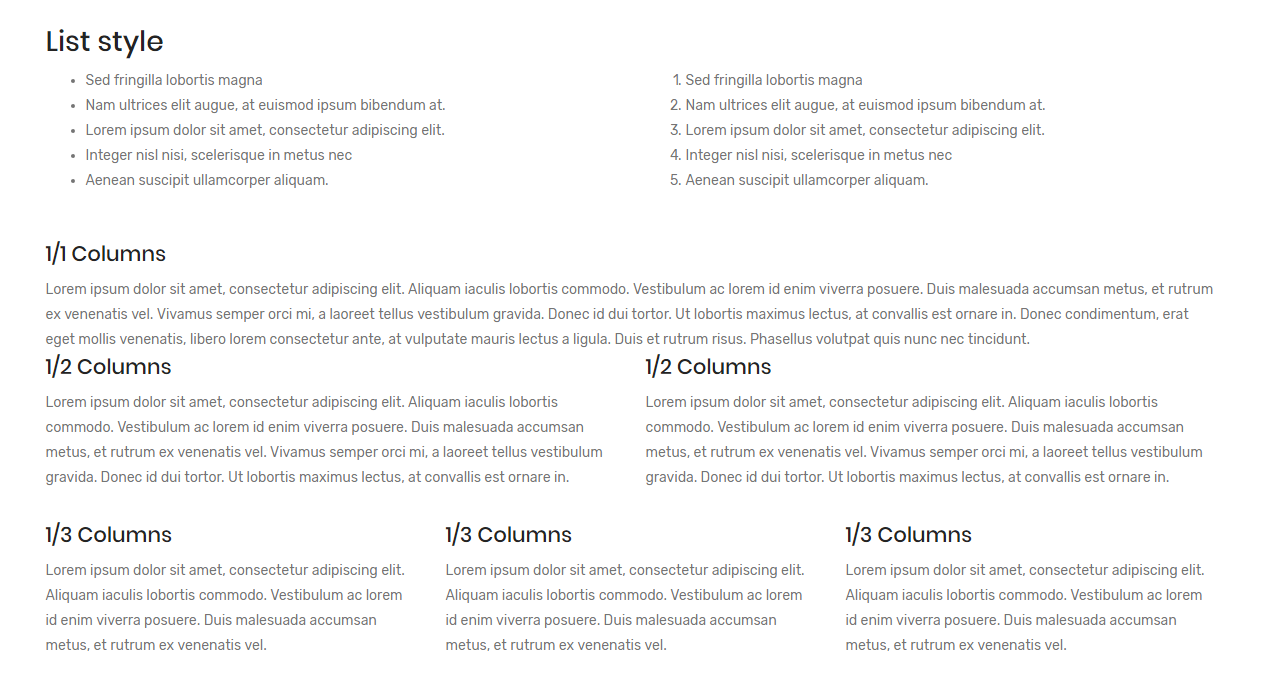 List style
• Sed fringilla lobortis magna
• Nam ultrices elit augue, at euismod ipsum bibendum at.
• Lorem ipsum dolor sit amet, consectetur adipiscing elit.
• Integer nisl nisi, scelerisque in metus nec
• Aenean suscipit ullamcorper aliquam.
1. Sed fringilla lobortis magna
2. Nam ultrices elit augue, at euismod ipsum bibendum at.
3. Lorem ipsum dolor sit amet, consectetur adipiscing elit.
4. Integer nisl nisi, scelerisque in metus nec
5. Aenean suscipit ullamcorper aliquam.
1/1 Columns
Lorem ipsum dolor sit amet, consectetur adipiscing elit. Aliquam iaculis lobortis commodo. Vestibulum ac lorem id enim viverra posuere. Duis malesuada accumsan metus, et rutrum
ex venenatis vel. Vivamus semper orci mi, a laoreet tellus vestibulum gravida. Donec id dui tortor. Ut lobortis maximus lectus, at convallis est ornare in. Donec condimentum, erat
eget mollis venenatis, libero lorem consectetur ante, at vulputate mauris lectus a ligula. Duis et rutrum risus. Phasellus volutpat quis nunc nec tincidunt.
1/2 Columns
Lorem ipsum dolor sit amet, consectetur adipiscing elit. Aliquam iaculis lobortis
commodo. Vestibulum ac lorem id enim viverra posuere. Duis malesuada accumsan
metus, et rutrum ex venenatis vel. Vivamus semper orci mi, a laoreet tellus vestibulum
gravida. Donec id dui tortor. Ut lobortis maximus lectus, at convallis est ornare in.
1/2 Columns
Lorem ipsum dolor sit amet, consectetur adipiscing elit. Aliquam iaculis lobortis
commodo. Vestibulum ac lorem id enim viverra posuere. Duis malesuada accumsan
metus, et rutrum ex venenatis vel. Vivamus semper orci mi, a laoreet tellus vestibulum
gravida. Donec id dui tortor. Ut lobortis maximus lectus, at convallis est ornare in.
1/3 Columns
Lorem ipsum dolor sit amet, consectetur adipiscing elit.
Aliquam iaculis lobortis commodo. Vestibulum ac lorem
id enim viverra posuere. Duis malesuada accumsan
metus, et rutrum ex venenatis vel.
1/3 Columns
Lorem ipsum dolor sit amet, consectetur adipiscing elit.
Aliquam iaculis lobortis commodo. Vestibulum ac lorem
id enim viverra posuere. Duis malesuada accumsan
metus, et rutrum ex venenatis vel.
1/3 Columns
Lorem ipsum dolor sit amet, consectetur adipiscing elit.
Aliquam iaculis lobortis commodo. Vestibulum ac lorem
id enim viverra posuere. Duis malesuada accumsan
metus, et rutrum ex venenatis vel.